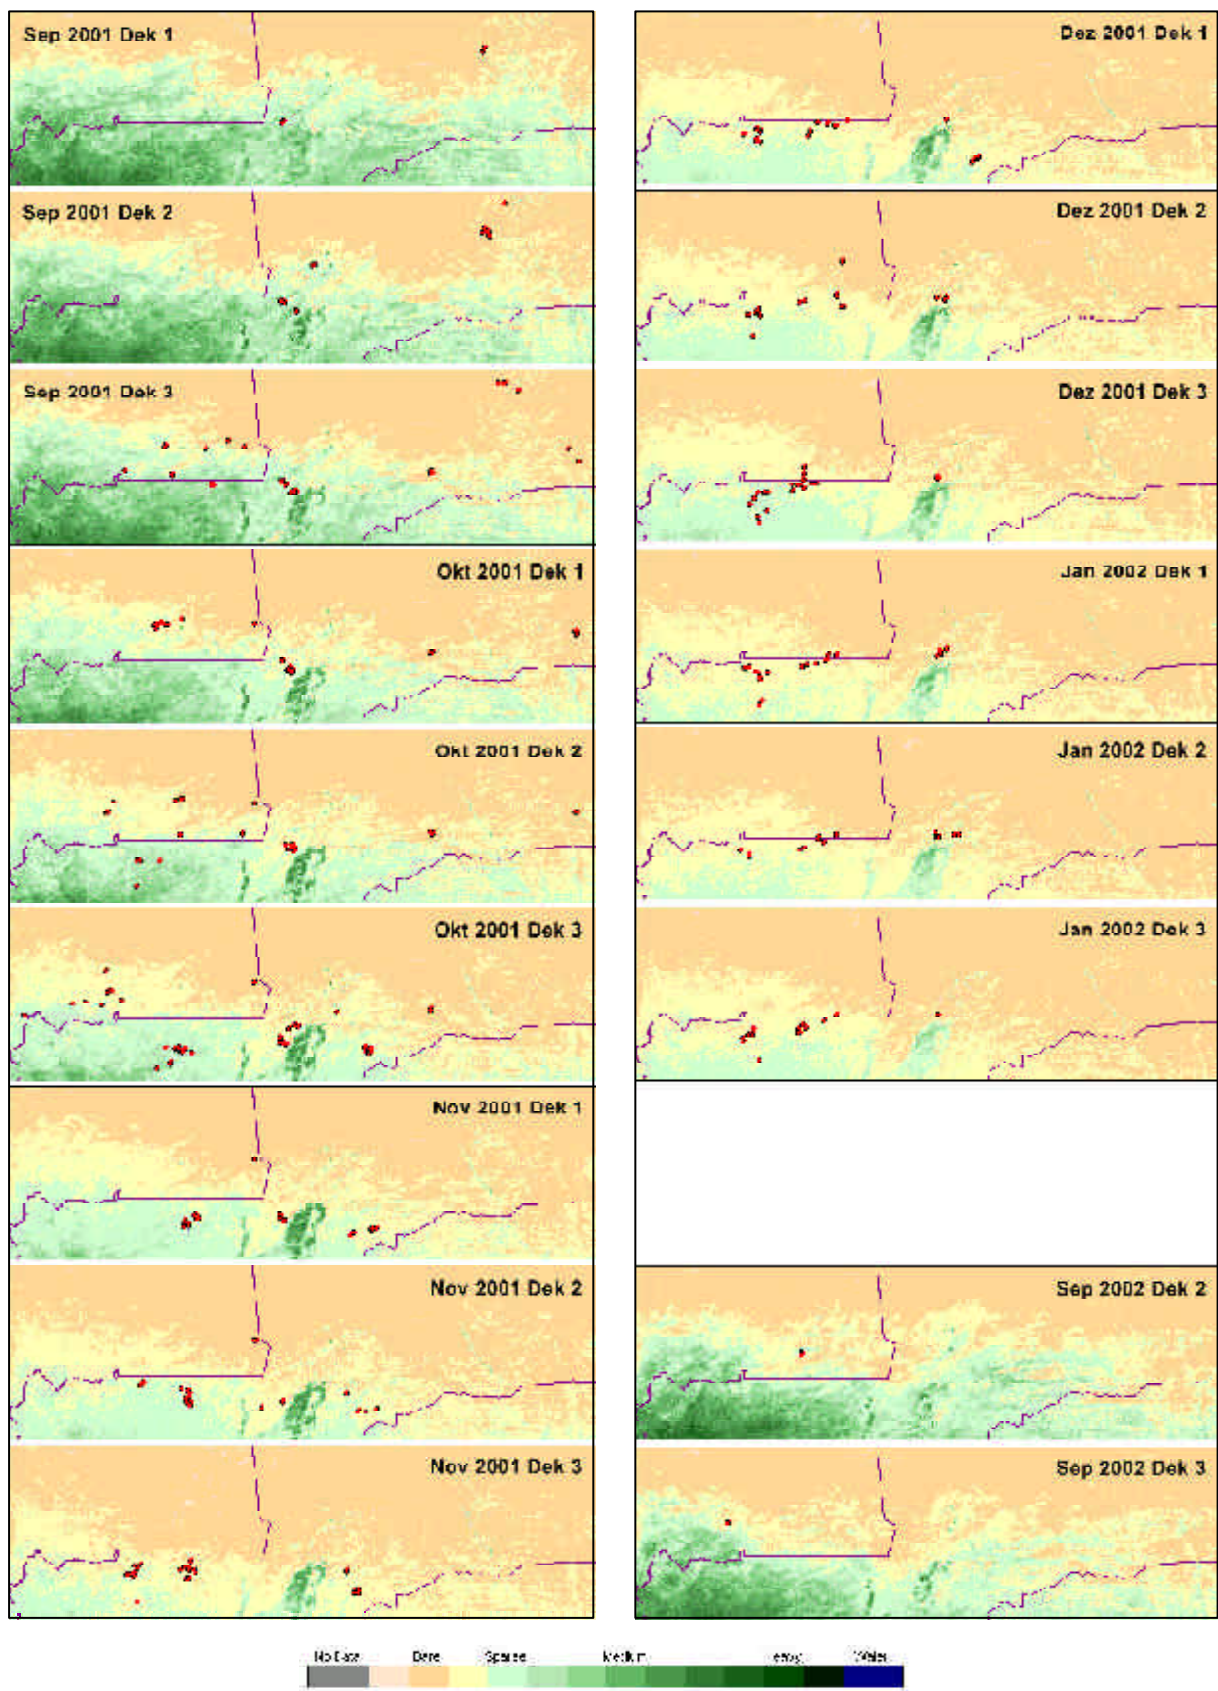 Sep 2001 Dek 1
Sep 2001 Dek 2
Sep 2001 Dek 3
Okt 2001 Dek 1
Okt 2001 Dek 2
Okt 2001 Dek 3
Nov 2001 Dek 1
Nov 2001 Dek 2
Nov 2001 Dek 3
Dez 2001 Dek 1
Dez 2001 Dek 2
Dez 2001 Dek 3
Jan 2002 Dek 1
Jan 2002 Dek 2
Jan 2002 Dek 3
Sep 2002 Dek 2
Sep 2002 Dek 3
No Data Bare Sparse Medium Heavy Water